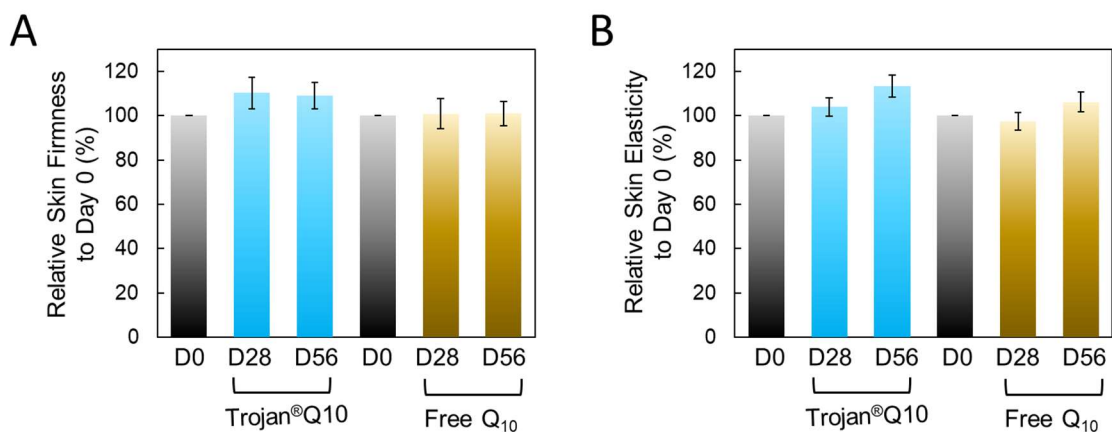 A
Relative Skin Firmness
to Day 0 (%)
120
100
80
60
40
20
0
D0 D28 D56 D0 D28 D56
Trojan®Q10 Free Q₁₀
B
Relative Skin Elasticity
to Day 0 (%)
120
100
80
60
40
20
0
D0 D28 D56 D0 D28 D56
Trojan®Q10 Free Q₁₀